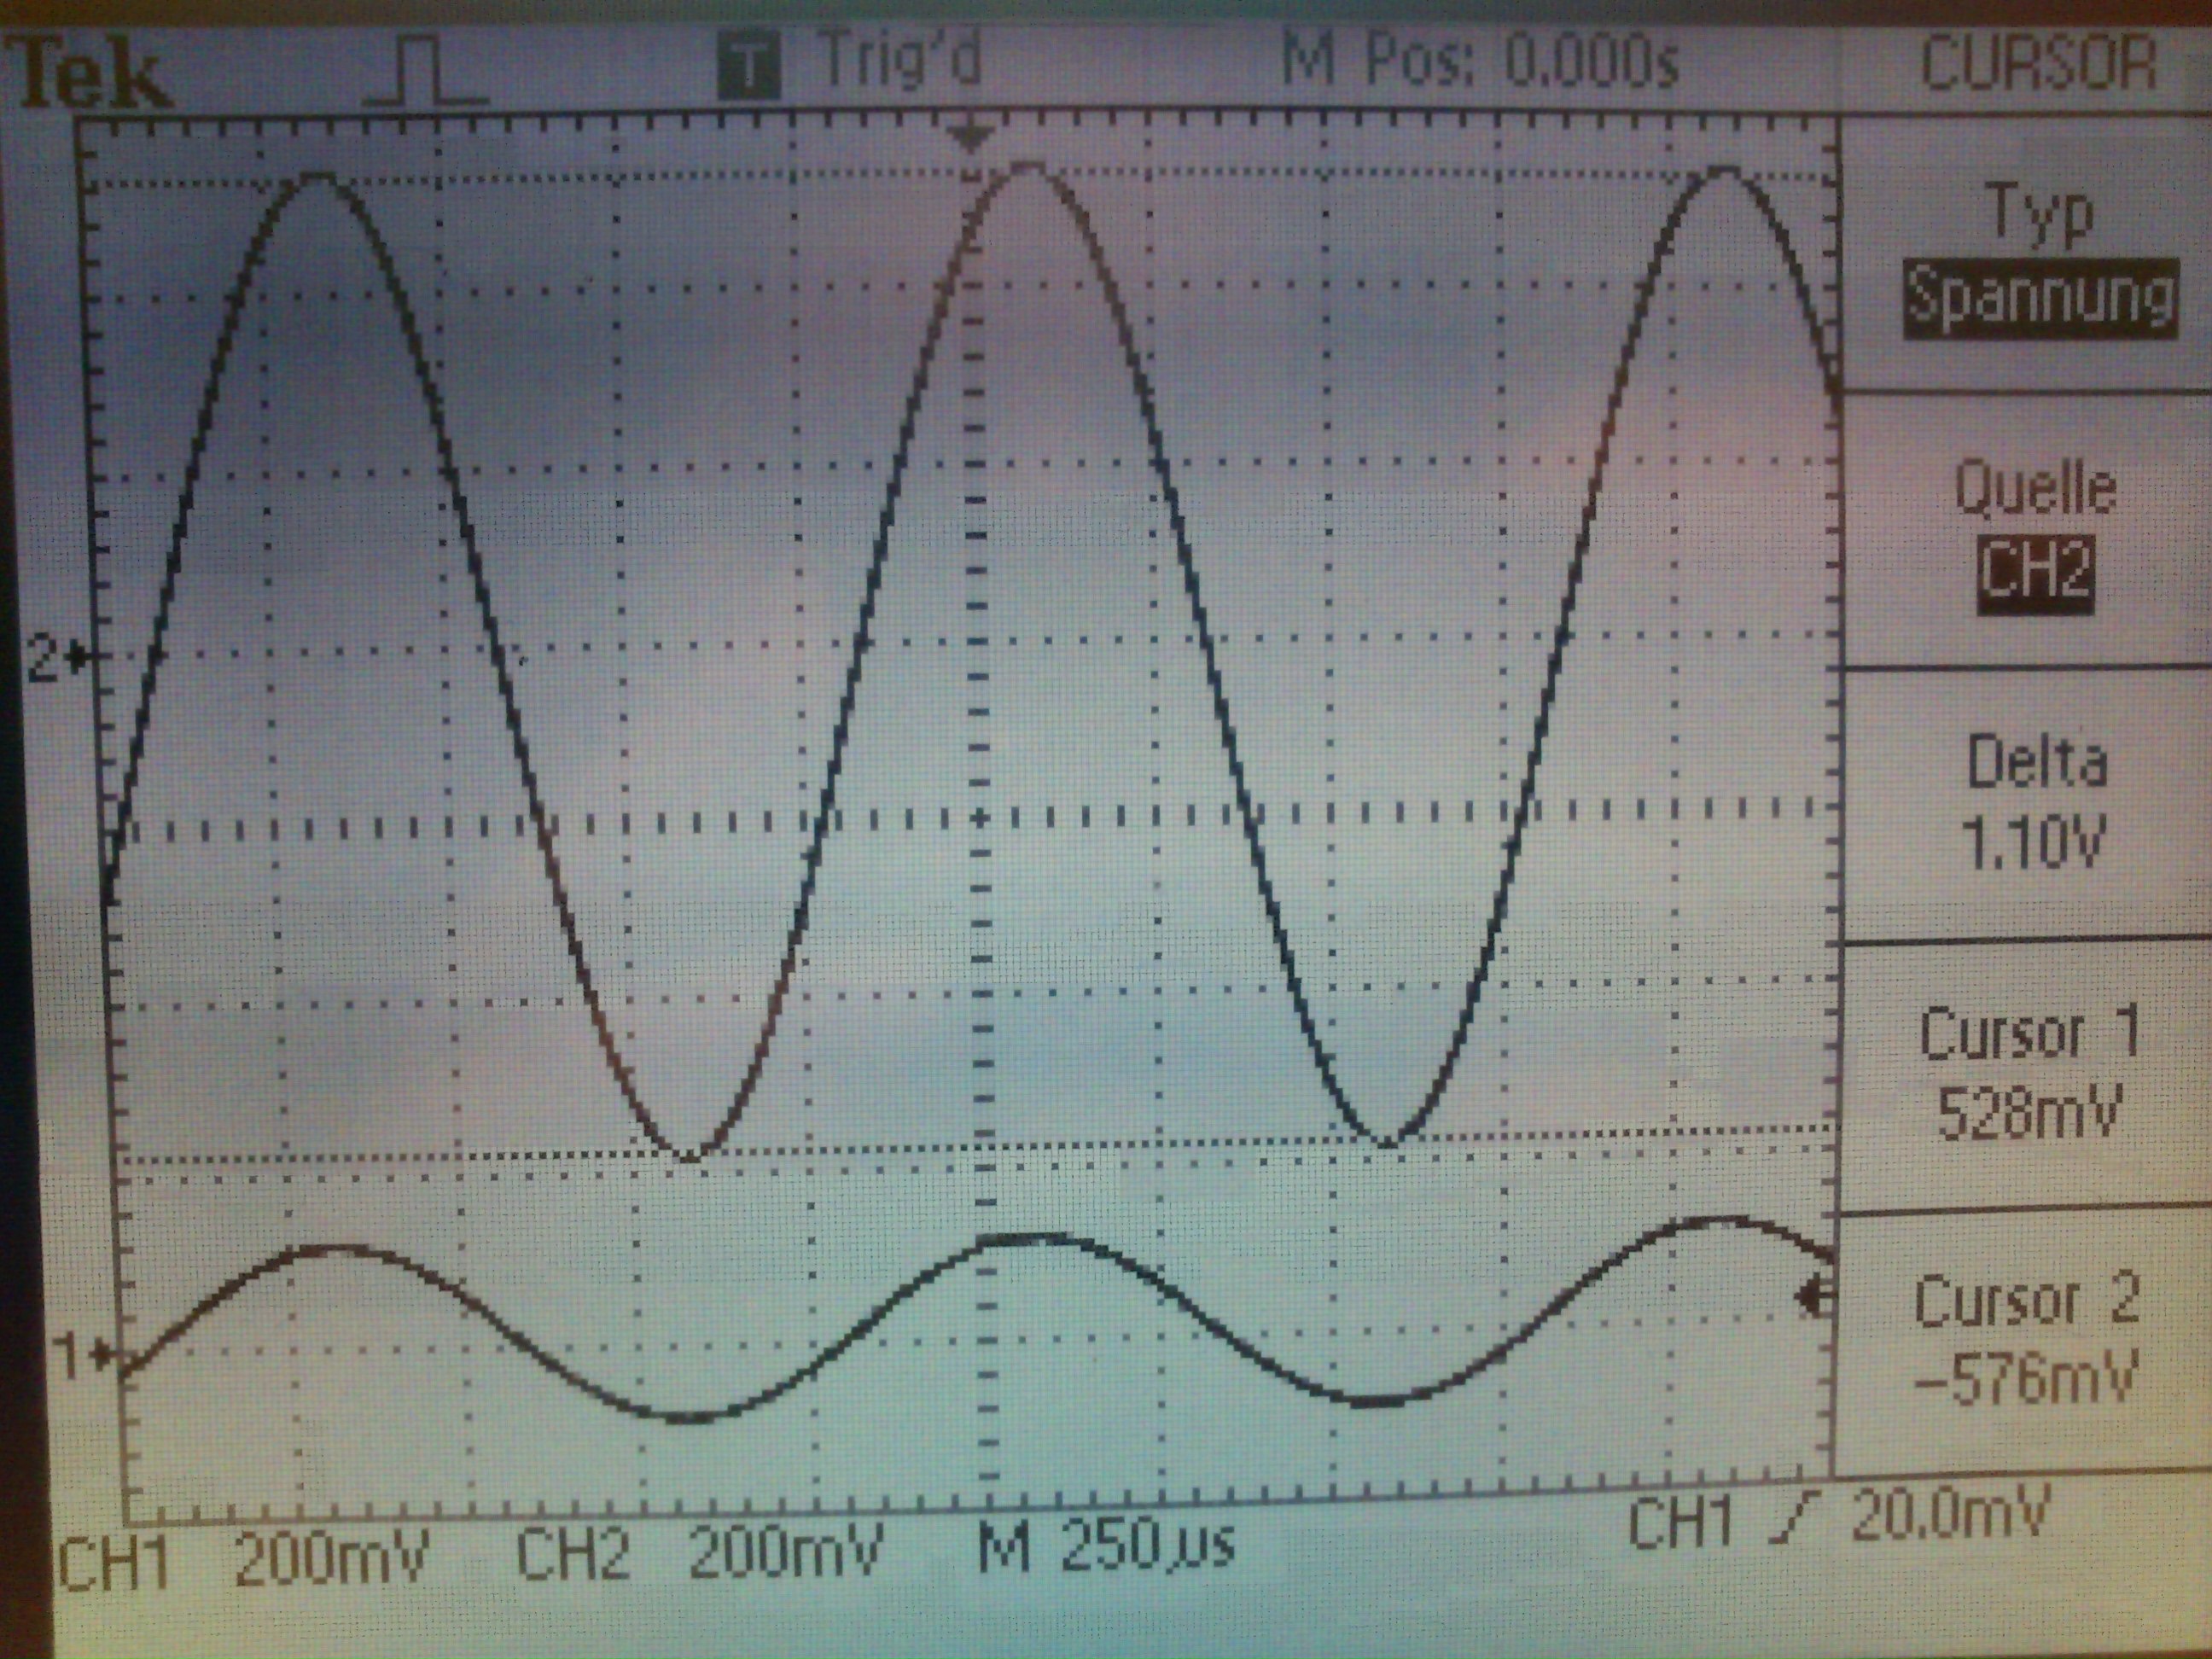 Tek T Trig'd M Pos: 0.000s CURSOR
Typ
Spannung
Quelle
CH2
2
Delta
1.10V
Cursor 1
528mV
Cursor 2
-576mV
1
CH1 200mV CH2 200mV M 250µs CH1 20.0mV